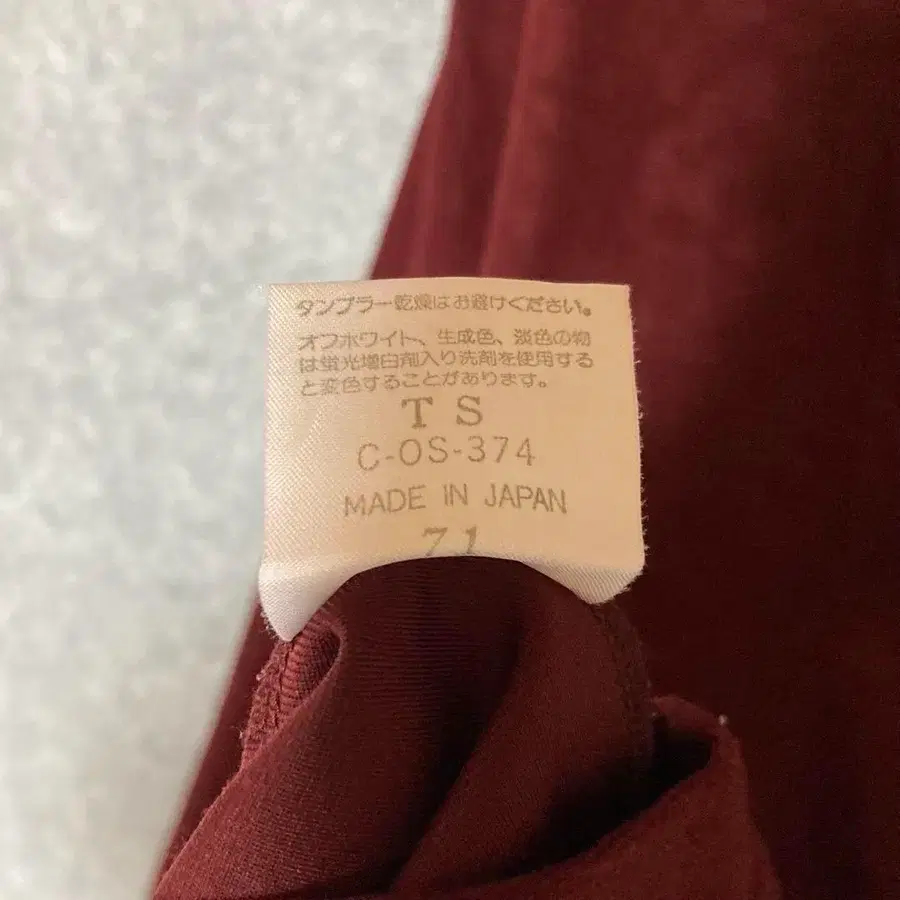 タンブラー乾燥はお避けください。
オフホワイト、生成色、淡色の物
は蛍光増白剤入り洗剤を使用する
と変色することがあります。
TS
C-OS-374
MADE IN JAPAN
71